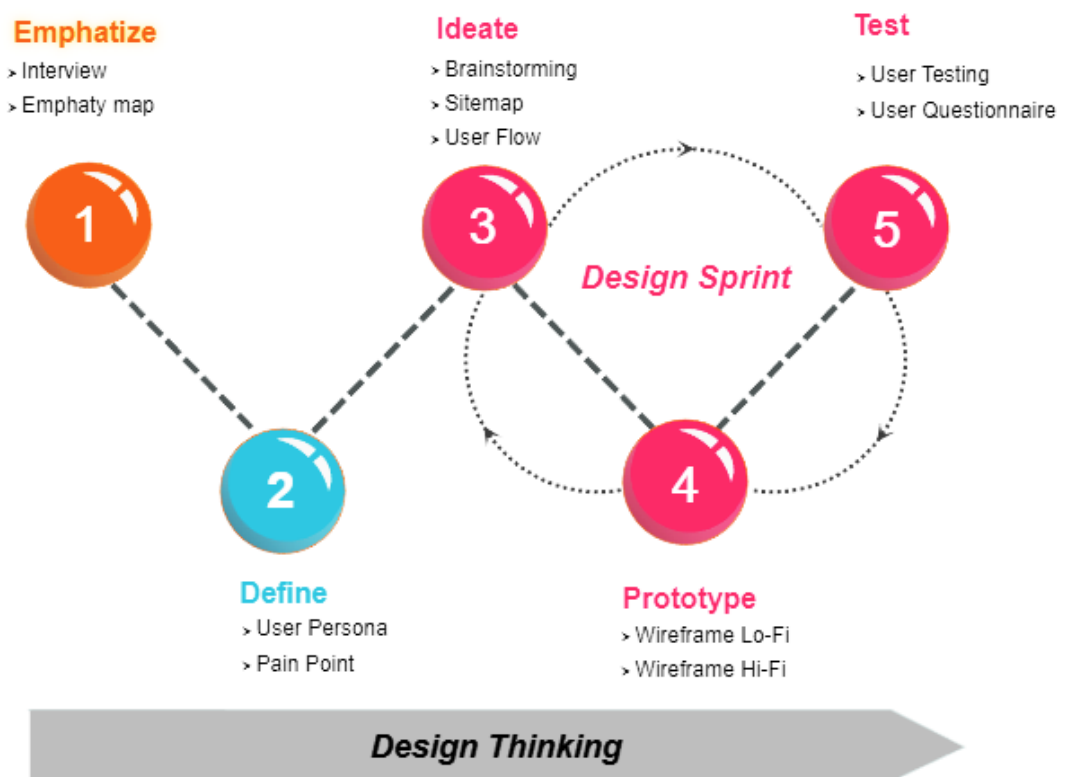 Emphatize
> Interview
> Emphaty map
1
2
Define
> User Persona
> Pain Point
Ideate
> Brainstorming
> Sitemap
> User Flow
3
Design Sprint
4
Prototype
> Wireframe Lo-Fi
> Wireframe Hi-Fi
Test
> User Testing
> User Questionnaire
5
Design Thinking